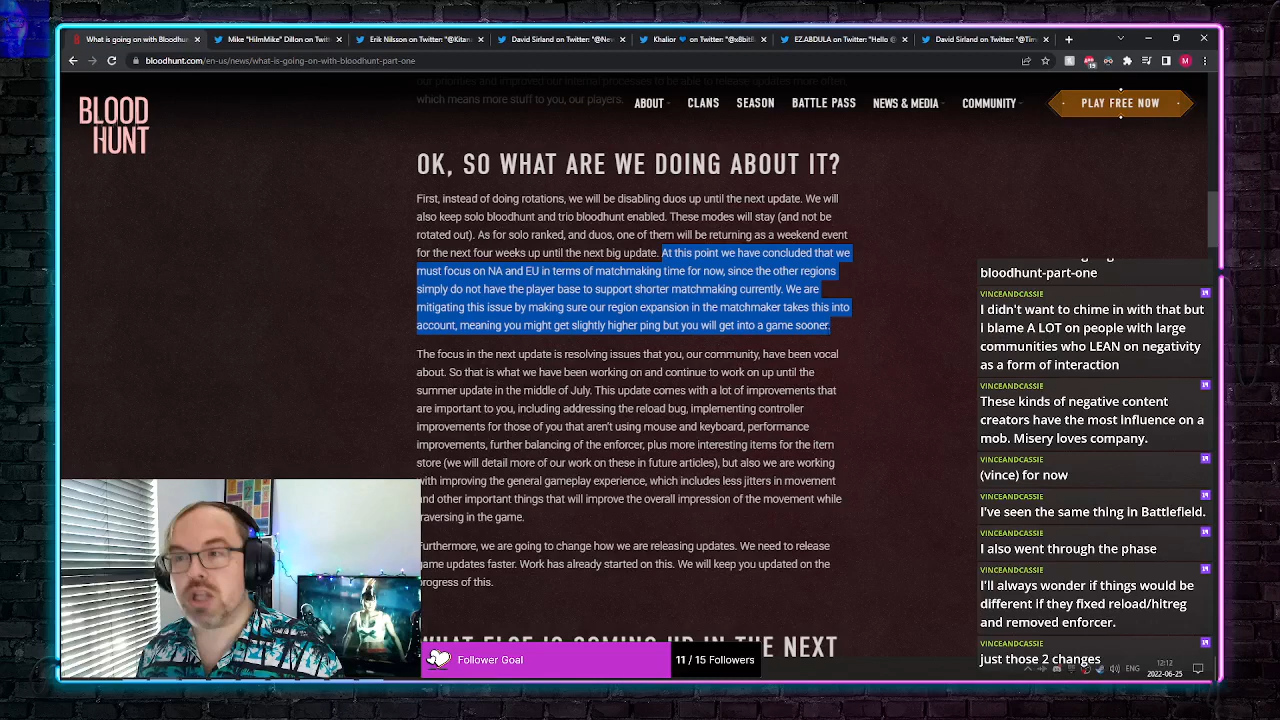 What is going on with Bloodhun
Mike "HilmMike" Dillon on Twitt
Erik Nilsson on Twitter: "@Kitan
David Sirland on Twitter: "@Ne
Khalior 💙 on Twitter: "@x8bit8
EZ.ABDULA on Twitter: "Hello @
David Sirland on Twitter: "@Tim
bloodhunt.com/en-us/news/what-is-going-on-with-bloodhunt-part-one
19
M
our priorities and improved our internal processes to be able to release updates more often,
which means more stuff to you, our players.
BLOOD
HUNT
ABOUT
CLANS
SEASON
BATTLE PASS
NEWS & MEDIA
COMMUNITY
PLAY FREE NOW
OK, SO WHAT ARE WE DOING ABOUT IT?
First, instead of doing rotations, we will be disabling duos up until the next update. We will
also keep solo bloodhunt and trio bloodhunt enabled. These modes will stay (and not be
rotated out). As for solo ranked, and duos, one of them will be returning as a weekend event
for the next four weeks up until the next big update. At this point we have concluded that we
must focus on NA and EU in terms of matchmaking time for now, since the other regions
simply do not have the player base to support shorter matchmaking currently. We are
mitigating this issue by making sure our region expansion in the matchmaker takes this into
account, meaning you might get slightly higher ping but you will get into a game sooner.
The focus in the next update is resolving issues that you, our community, have been vocal
about. So that is what we have been working on and continue to work on up until the
summer update in the middle of July. This update comes with a lot of improvements that
are important to you, including addressing the reload bug, implementing controller
improvements for those of you that aren't using mouse and keyboard, performance
improvements, further balancing of the enforcer, plus more interesting items for the item
store (we will detail more of our work on these in future articles), but also we are working
with improving the general gameplay experience, which includes less jitters in movement
and other important things that will improve the overall impression of the movement while
raversing in the game.
Furthermore, we are going to change how we are releasing updates. We need to release
game updates faster. Work has already started on this. We will keep you updated on the
progress of this.
WHAT ELSE IS COMING UP IN THE NEXT
bloodhunt-part-one
VINCEANDCASSIE
I didn't want to chime in with that but
I blame A LOT on people with large
communities who LEAN on negativity
as a form of interaction
VINCEANDCASSIE
These kinds of negative content
creators have the most influence on a
mob. Misery loves company.
VINCEANDCASSIE
(vince) for now
VINCEANDCASSIE
I've seen the same thing in Battlefield.
VINCEANDCASSIE
I also went through the phase
VINCEANDCASSIE
I'll always wonder if things would be
different if they fixed reload/hitreg
and removed enforcer.
VINCEANDCASSIE
just those 2 changes
Follower Goal
11 / 15 Followers
ENG
12:12
2022-06-25